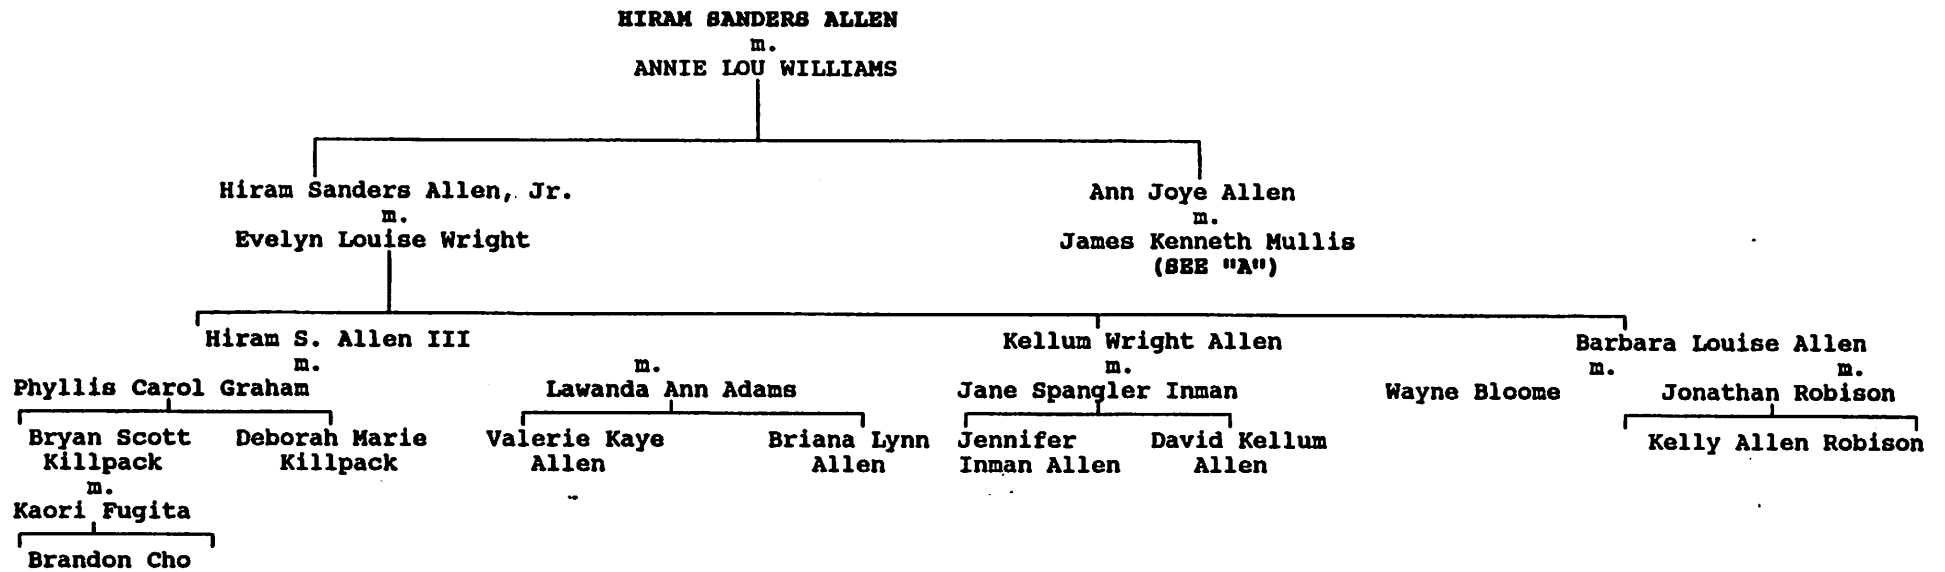 HIRAM SANDERS ALLEN
m.
ANNIE LOU WILLIAMS
Hiram Sanders Allen, Jr.
m.
Evelyn Louise Wright
Ann Joye Allen
m.
James Kenneth Mullis
(SEE "A")
Hiram S. Allen III
m.
Phyllis Carol Graham
m.
Lawanda Ann Adams
Kellum Wright Allen
m.
Jane Spangler Inman
Barbara Louise Allen
m.
Wayne Bloome
m.
Jonathan Robison
Bryan Scott
Killpack
m.
Kaori Fugita
Deborah Marie
Killpack
Valerie Kaye
Allen
Briana Lynn
Allen
Jennifer
Inman Allen
David Kellum
Allen
Kelly Allen Robison
Brandon Cho